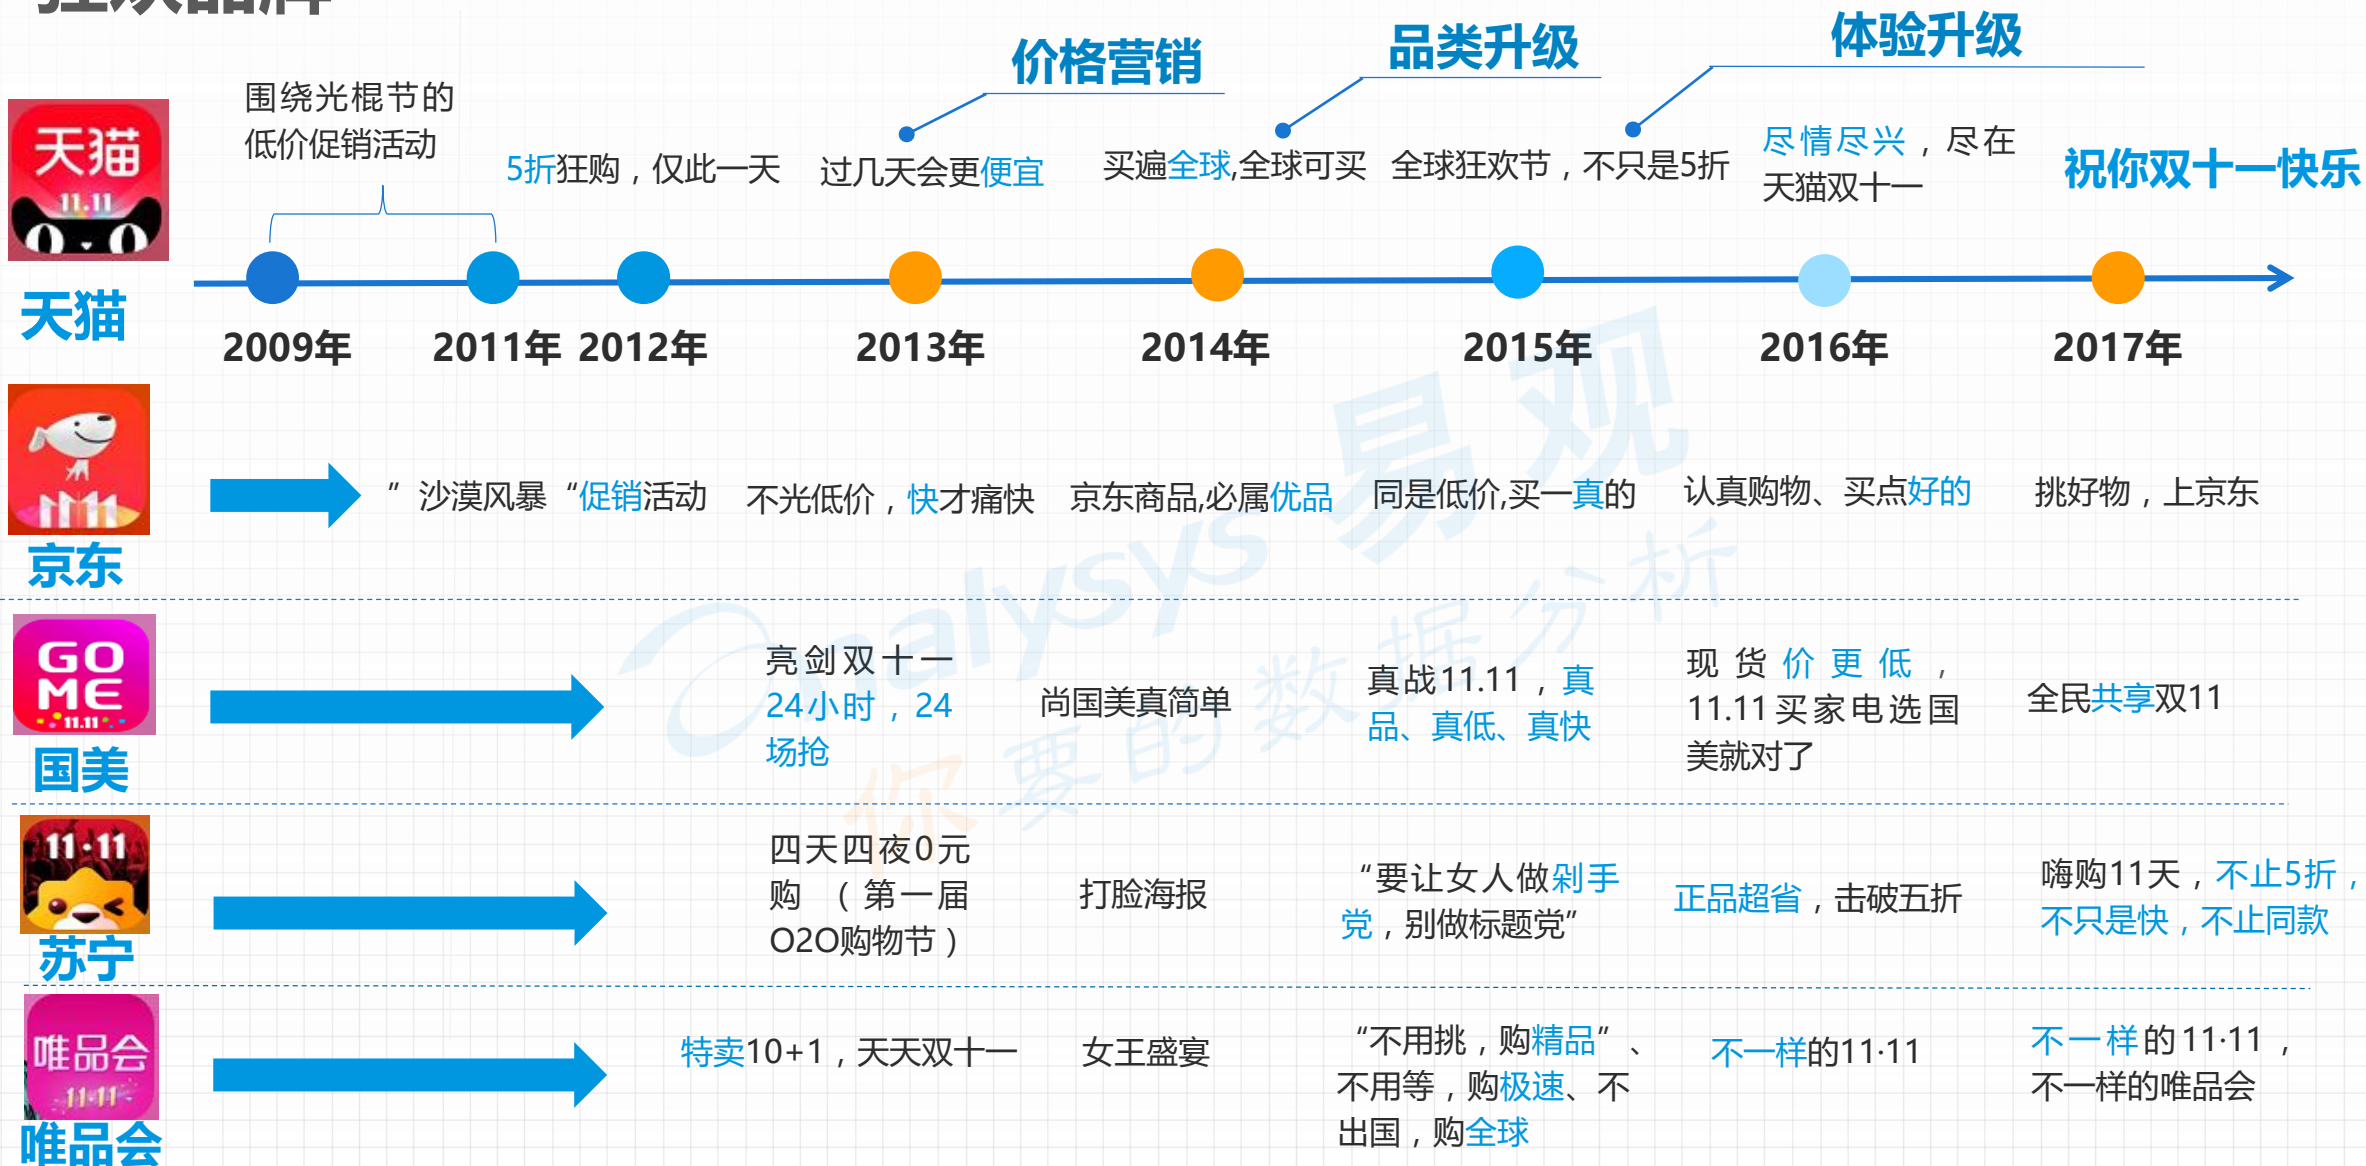 狂欢品牌
价格营销
品类升级
体验升级
围绕光棍节的
低价促销活动
5折狂购，仅此一天
过几天会更便宜
买遍全球,全球可买
全球狂欢节，不只是5折
尽情尽兴，尽在
天猫双十一
祝你双十一快乐
天猫
11.11
天猫
2009年
2011年
2012年
2013年
2014年
2015年
2016年
2017年
京东
”沙漠风暴“促销活动
不光低价，快才痛快
京东商品,必属优品
同是低价,买一真的
认真购物、买点好的
挑好物，上京东
GO
ME
11.11
国美
亮剑双十一
24小时，24
场抢
尚国美真简单
真战11.11，真
品、真低、真快
现货价更低，
11.11买家电选国
美就对了
全民共享双11
11·11
苏宁
四天四夜0元
购（第一届
O2O购物节）
打脸海报
“要让女人做剁手
党，别做标题党”
正品超省，击破五折
嗨购11天，不止5折，
不只是快，不止同款
唯品会
11·11
唯品会
特卖10+1，天天双十一
女王盛宴
“不用挑，购精品”、
不用等，购极速、不
出国，购全球
不一样的11·11
不一样的11·11，
不一样的唯品会
analysys 易观
你要的数据分析